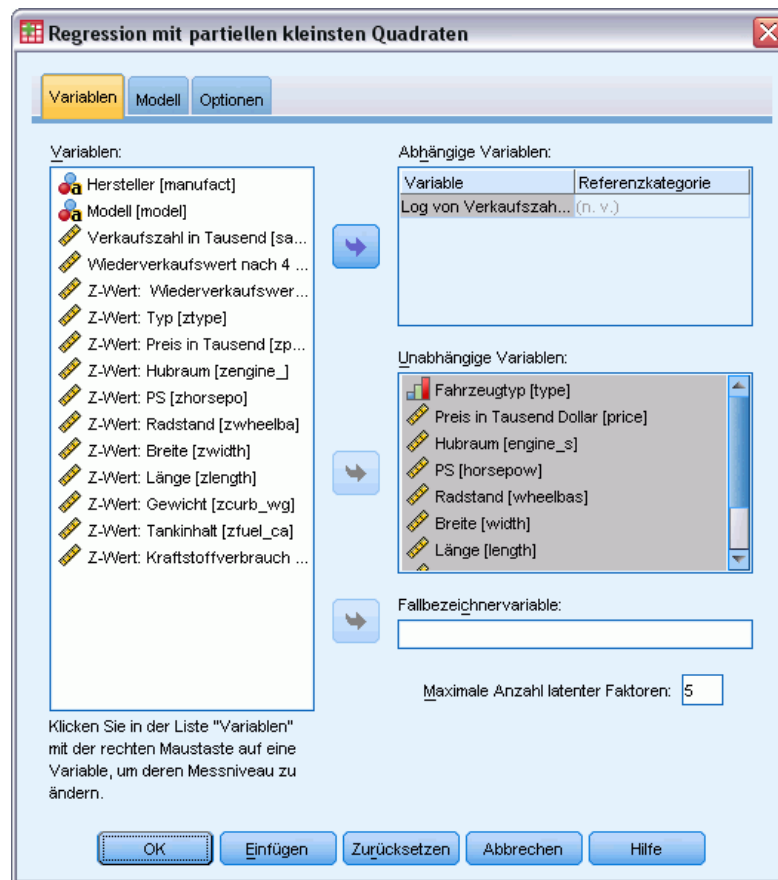 Regression mit partiellen kleinsten Quadraten
Variablen Modell Optionen
Variablen:
Hersteller [manufact]
Modell [model]
Verkaufszahl in Tausend [sa...
Wiederverkaufswert nach 4 ...
Z-Wert: Wiederverkaufswer...
Z-Wert: Typ [ztype]
Z-Wert: Preis in Tausend [zp...
Z-Wert: Hubraum [zengine_]
Z-Wert: PS [zhorsepo]
Z-Wert: Radstand [zwheelba]
Z-Wert: Breite [zwidth]
Z-Wert: Länge [zlength]
Z-Wert: Gewicht [zcurb_wg]
Z-Wert: Tankinhalt [zfuel_ca]
Z-Wert: Kraftstoffverbrauch ...
Klicken Sie in der Liste "Variablen"
mit der rechten Maustaste auf eine
Variable, um deren Messniveau zu
ändern.
Abhängige Variablen:
Variable Referenzkategorie
Log von Verkaufszah... (n. v.)
Unabhängige Variablen:
Fahrzeugtyp [type]
Preis in Tausend Dollar [price]
Hubraum [engine_s]
PS [horsepow]
Radstand [wheelbas]
Breite [width]
Länge [length]
Fallbezeichnervariable:
Maximale Anzahl latenter Faktoren: 5
OK Einfügen Zurücksetzen Abbrechen Hilfe